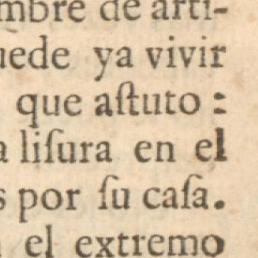 mbre de arti-
uede ya vivir
que aſtuto :
a liſura en el
s por ſu caſa.
el extremo